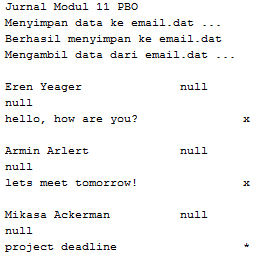 Jurnal Modul 11 PBO
Menyimpan data ke email.dat ...
Berhasil menyimpan ke email.dat
Mengambil data dari email.dat ...
Eren Yeager null
null
hello, how are you? x
Armin Arlert null
null
lets meet tomorrow! x
Mikasa Ackerman null
null
project deadline *